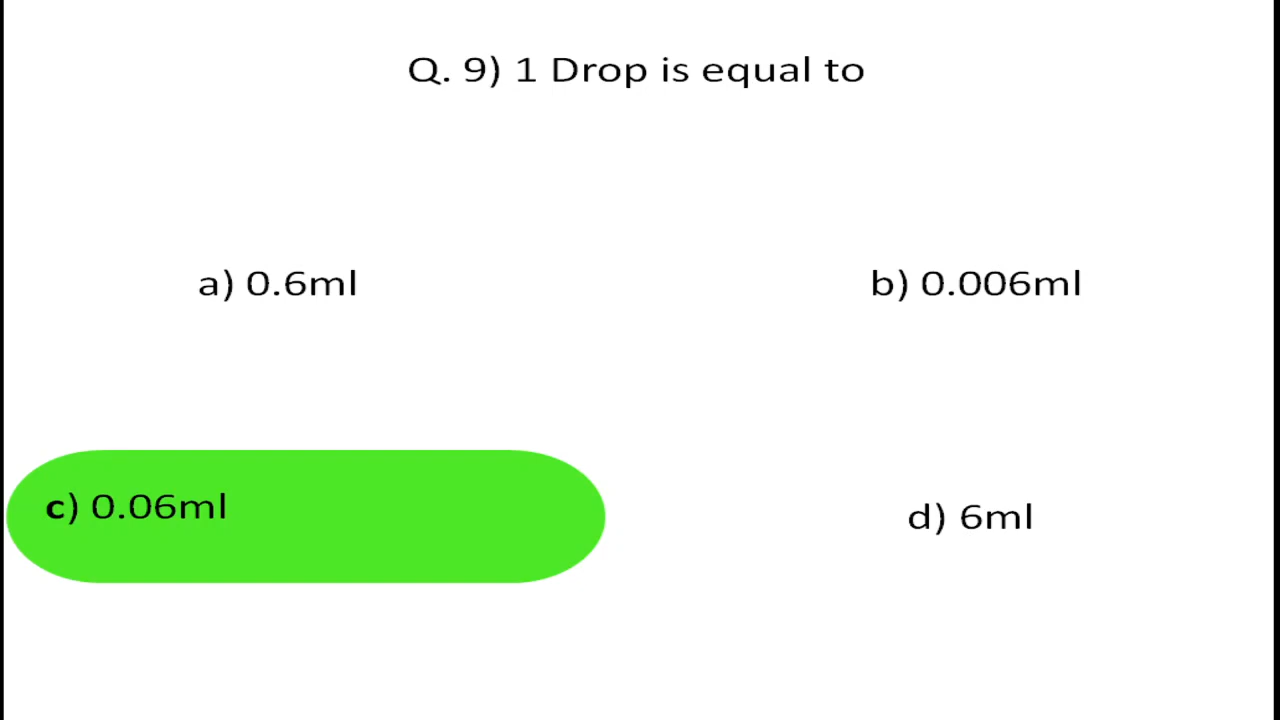 Q. 9) 1 Drop is equal to
a) 0.6ml
b) 0.006ml
c) 0.06ml
d) 6ml